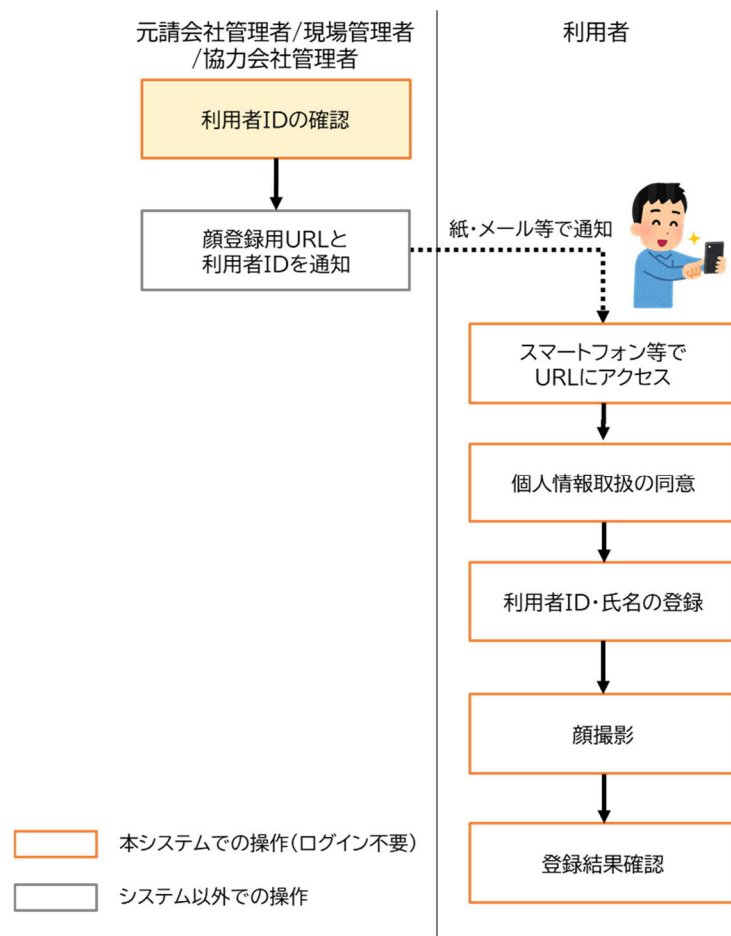 元請会社管理者/現場管理者
/協力会社管理者
利用者
利用者IDの確認
顔登録用URLと
利用者IDを通知
紙・メール等で通知
スマートフォン等で
URLにアクセス
個人情報取扱の同意
利用者ID・氏名の登録
顔撮影
登録結果確認
本システムでの操作(ログイン不要)
システム以外での操作